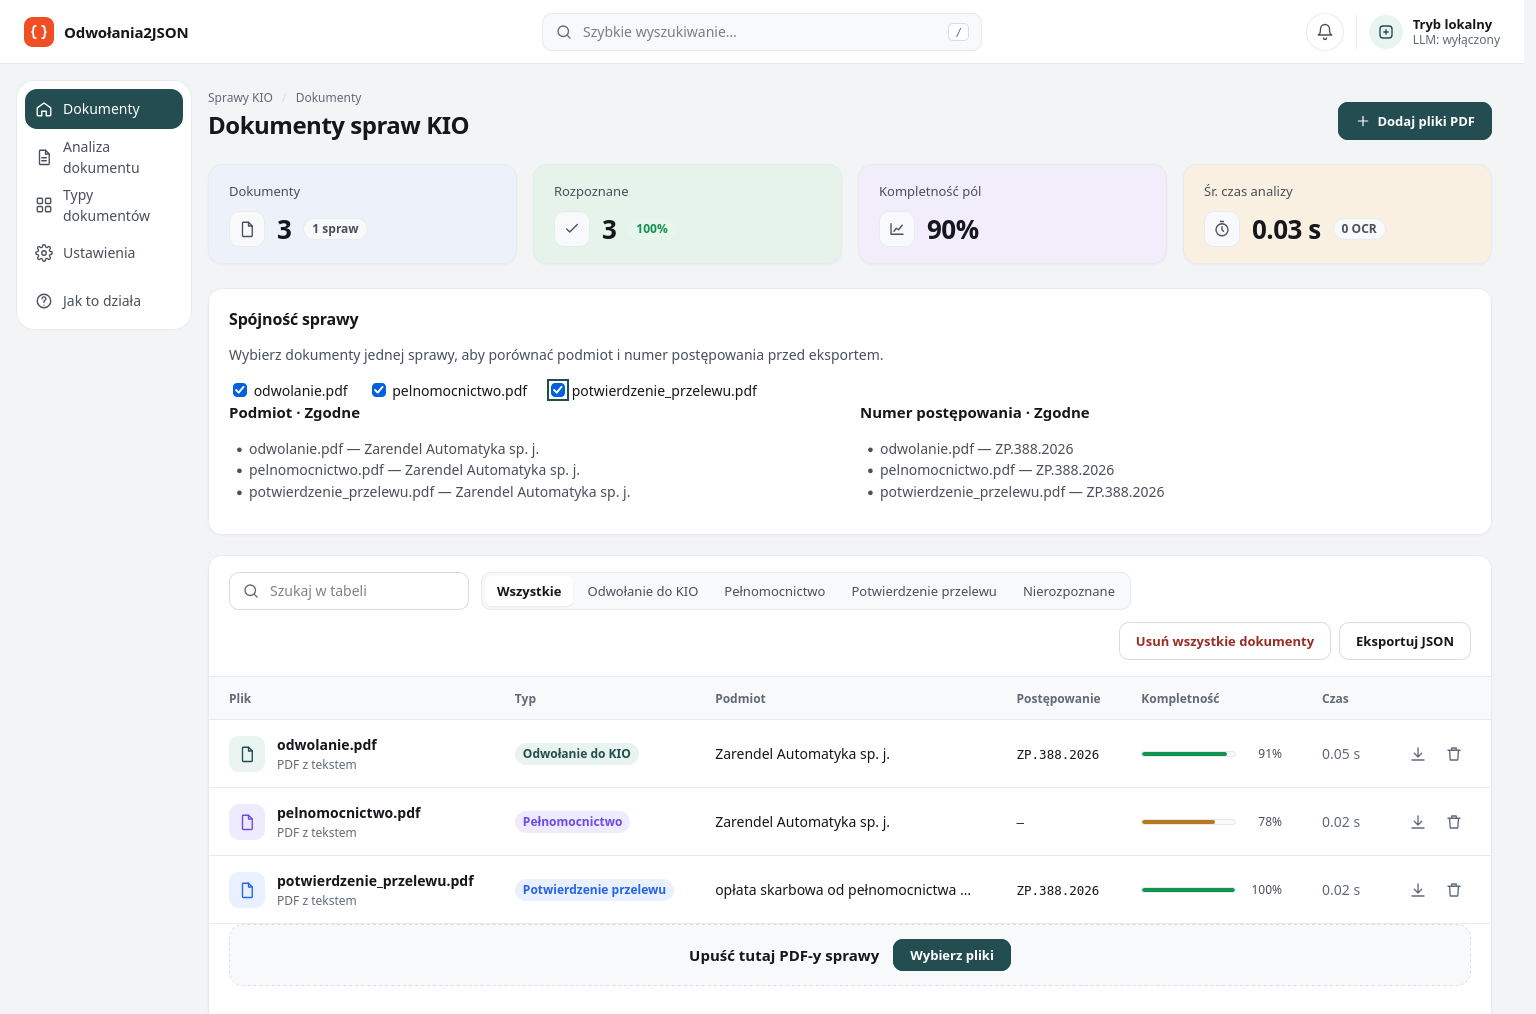 Odwołania2JSON
Szybkie wyszukiwanie...
/
Tryb lokalny
LLM: wyłączony
Dokumenty
Analiza
dokumentu
Typy
dokumentów
Ustawienia
Jak to działa
Sprawy KIO / Dokumenty
Dokumenty spraw KIO
Dodaj pliki PDF
Dokumenty
3 1 spraw
Rozpoznane
3 100%
Kompletność pól
90%
Śr. czas analizy
0.03 s 0 OCR
Spójność sprawy
Wybierz dokumenty jednej sprawy, aby porównać podmiot i numer postępowania przed eksportem.
odwolanie.pdf pelnomocnictwo.pdf potwierdzenie_przelewu.pdf
Podmiot · Zgodne
• odwolanie.pdf — Zarendel Automatyka sp. j.
• pelnomocnictwo.pdf — Zarendel Automatyka sp. j.
• potwierdzenie_przelewu.pdf — Zarendel Automatyka sp. j.
Numer postępowania · Zgodne
• odwolanie.pdf — ZP.388.2026
• pelnomocnictwo.pdf — ZP.388.2026
• potwierdzenie_przelewu.pdf — ZP.388.2026
Szukaj w tabeli
Wszystkie Odwołanie do KIO Pełnomocnictwo Potwierdzenie przelewu Nierozpoznane
Usuń wszystkie dokumenty Eksportuj JSON
Plik Typ Podmiot Postępowanie Kompletność Czas
odwolanie.pdf
PDF z tekstem
Odwołanie do KIO Zarendel Automatyka sp. j. ZP.388.2026 91% 0.05 s
pelnomocnictwo.pdf
PDF z tekstem
Pełnomocnictwo Zarendel Automatyka sp. j. — 78% 0.02 s
potwierdzenie_przelewu.pdf
PDF z tekstem
Potwierdzenie przelewu opłata skarbowa od pełnomocnictwa ... ZP.388.2026 100% 0.02 s
Upuść tutaj PDF-y sprawy Wybierz pliki